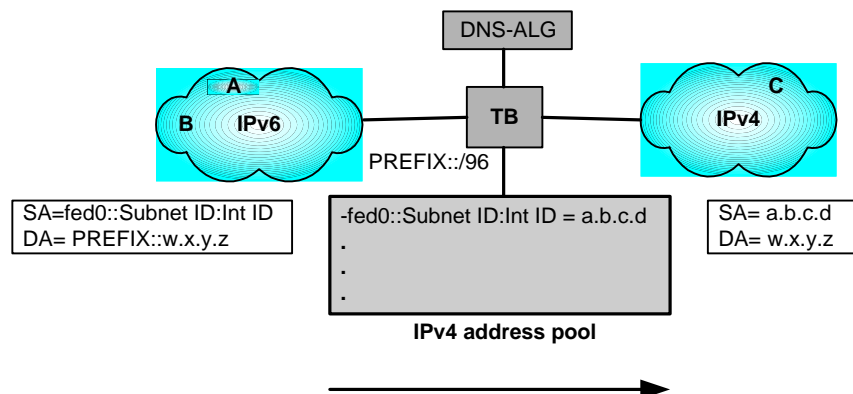 DNS-ALG
A
B
IPv6
TB
C
IPv4
PREFIX::/96
SA=fed0::Subnet ID:Int ID
DA= PREFIX::w.x.y.z
-fed0::Subnet ID:Int ID = a.b.c.d
.
.
.
SA= a.b.c.d
DA= w.x.y.z
IPv4 address pool